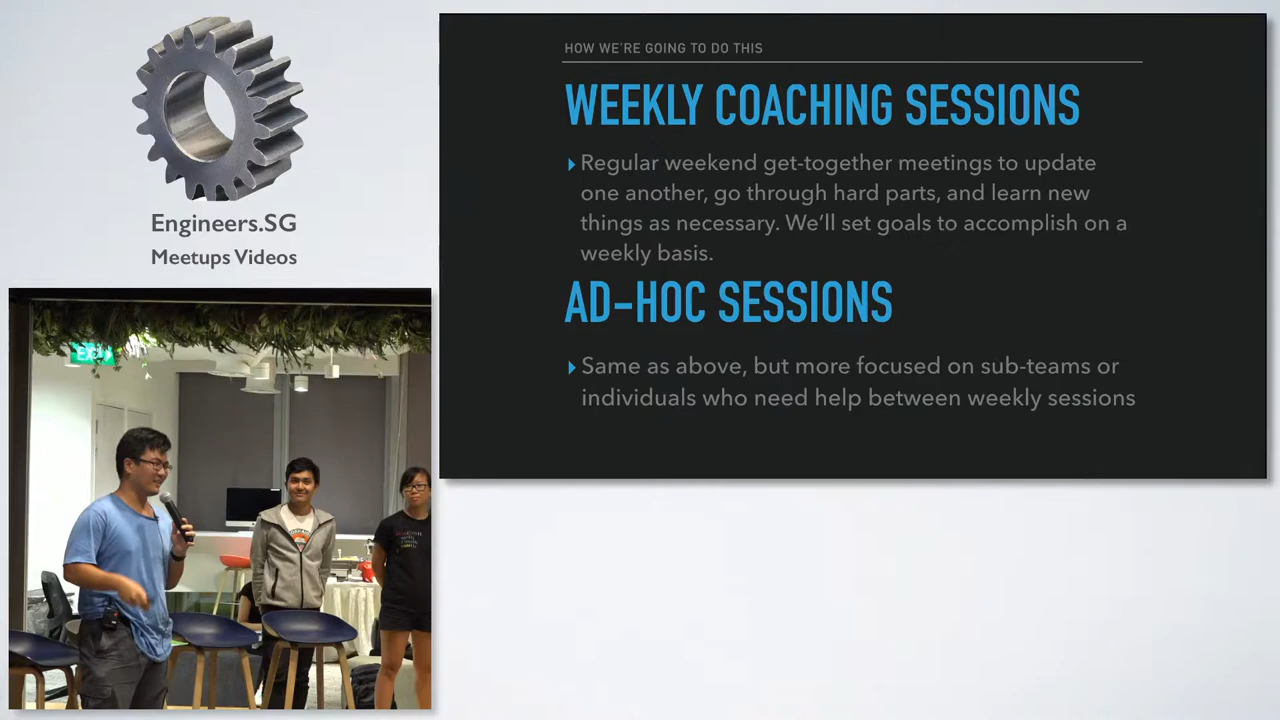 Engineers.SG
Meetups Videos
HOW WE'RE GOING TO DO THIS
WEEKLY COACHING SESSIONS
Regular weekend get-together meetings to update
one another, go through hard parts, and learn new
things as necessary. We'll set goals to accomplish on a
weekly basis.
AD-HOC SESSIONS
Same as above, but more focused on sub-teams or
individuals who need help between weekly sessions
EXIT